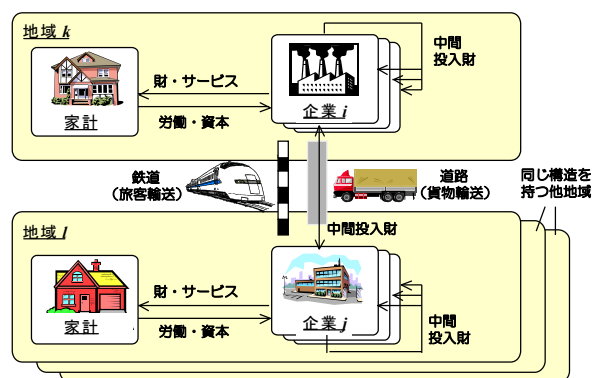 地域 k
中間
投入財
財・サービス
労働・資本
家計
企業 i
鉄道
（旅客輸送）
道路
（貨物輸送）
同じ構造を
持つ他地域
中間投入財
地域 l
財・サービス
労働・資本
家計
企業 j
中間
投入財